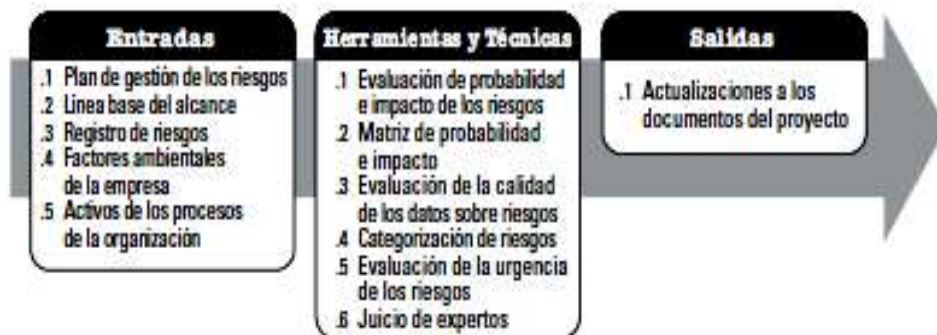 Entradas
.1 Plan de gestión de los riesgos
.2 Línea base del alcance
.3 Registro de riesgos
.4 Factores ambientales
de la empresa
.5 Activos de los procesos
de la organización
Herramientas y Técnicas
.1 Evaluación de probabilidad
e impacto de los riesgos
.2 Matriz de probabilidad
e impacto
.3 Evaluación de la calidad
de los datos sobre riesgos
.4 Categorización de riesgos
.5 Evaluación de la urgencia
de los riesgos
.6 Juicio de expertos
Salidas
.1 Actualizaciones a los
documentos del proyecto